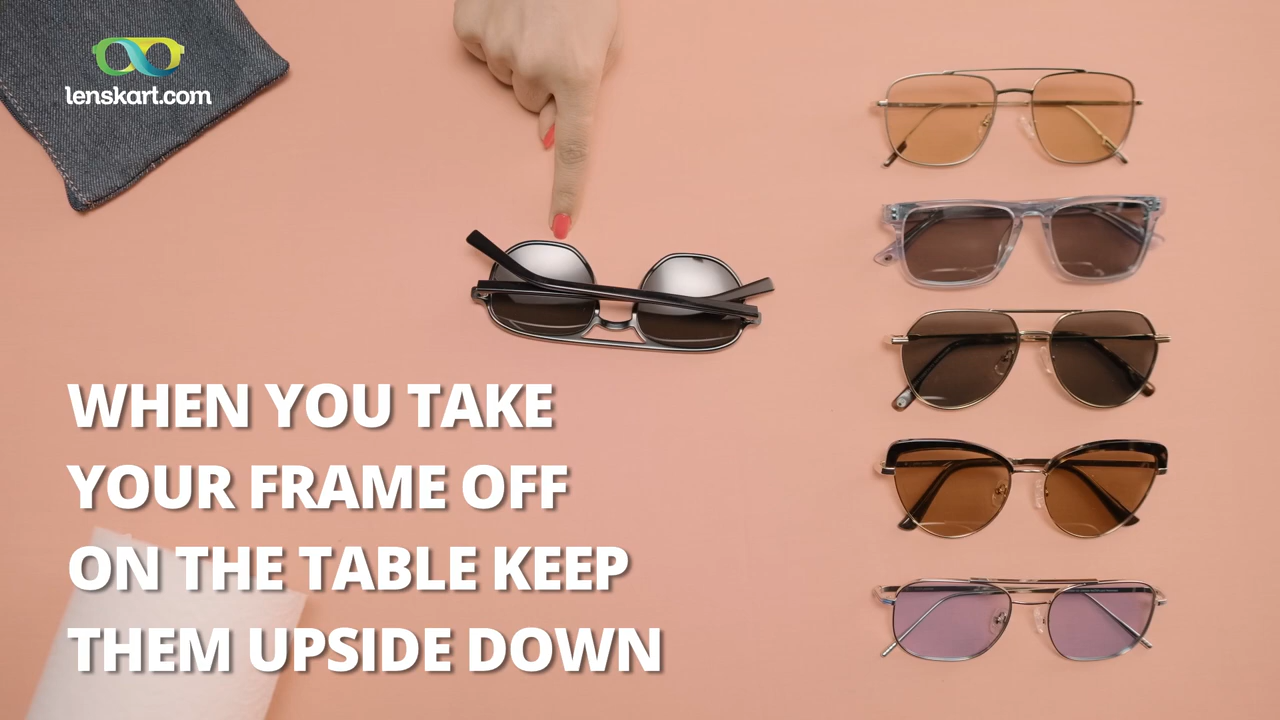 lenskart.com
WHEN YOU TAKE
YOUR FRAME OFF
ON THE TABLE KEEP
THEM UPSIDE DOWN